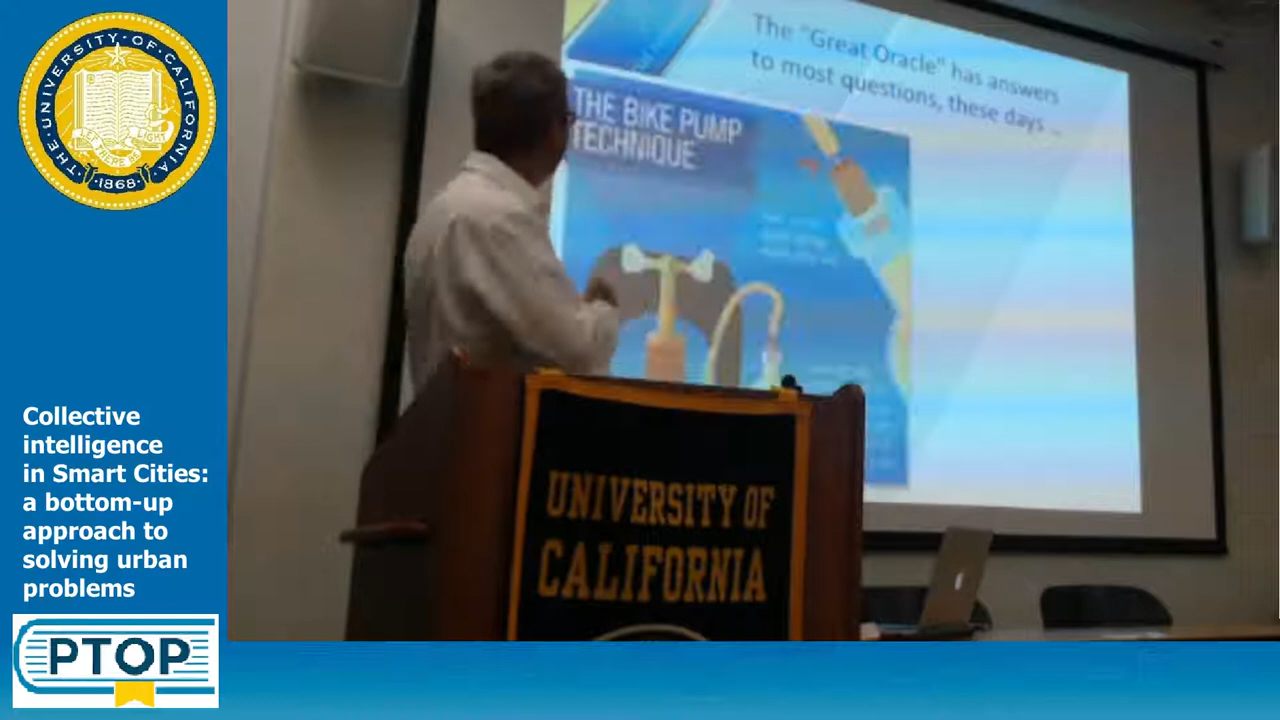 THE UNIVERSITY OF CALIFORNIA
LET THERE BE LIGHT
1868
Collective
intelligence
in Smart Cities:
a bottom-up
approach to
solving urban
problems
PTOP
The "Great Oracle" has answers
to most questions, these days ...
THE BIKE PUMP
TECHNIQUE
UNIVERSITY OF
CALIFORNIA